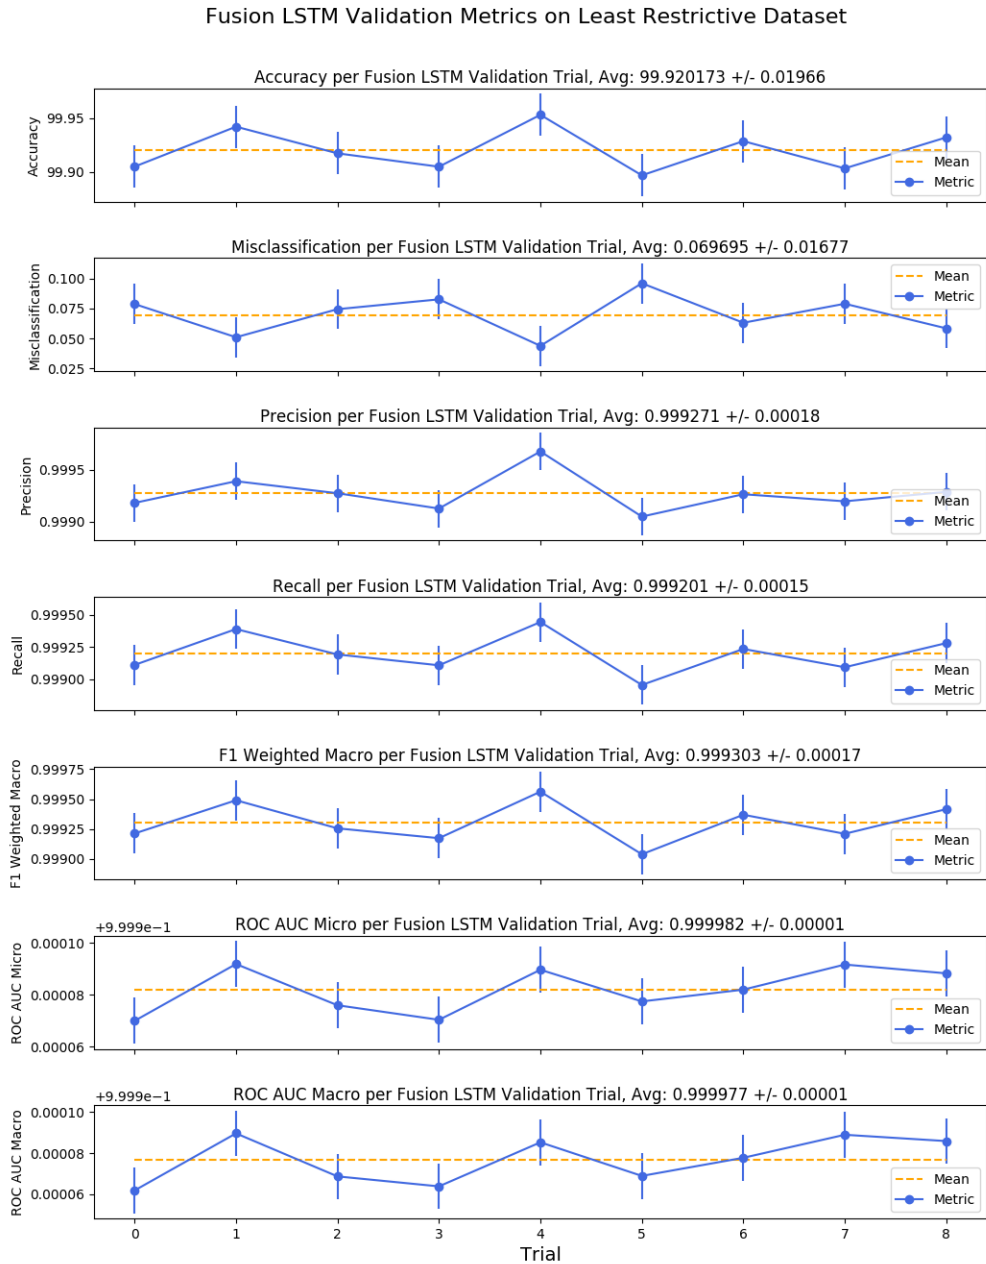 Fusion LSTM Validation Metrics on Least Restrictive Dataset
Accuracy per Fusion LSTM Validation Trial, Avg: 99.920173 +/- 0.01966
Accuracy
99.95
99.90
Mean
Metric
Misclassification per Fusion LSTM Validation Trial, Avg: 0.069695 +/- 0.01677
Misclassification
0.100
0.075
0.050
0.025
Mean
Metric
Precision per Fusion LSTM Validation Trial, Avg: 0.999271 +/- 0.00018
Precision
0.9995
0.9990
Mean
Metric
Recall per Fusion LSTM Validation Trial, Avg: 0.999201 +/- 0.00015
Recall
0.99950
0.99925
0.99900
Mean
Metric
F1 Weighted Macro per Fusion LSTM Validation Trial, Avg: 0.999303 +/- 0.00017
F1 Weighted Macro
0.99975
0.99950
0.99925
0.99900
Mean
Metric
+9.999e−1
ROC AUC Micro per Fusion LSTM Validation Trial, Avg: 0.999982 +/- 0.00001
ROC AUC Micro
0.00010
0.00008
0.00006
Mean
Metric
+9.999e−1
ROC AUC Macro per Fusion LSTM Validation Trial, Avg: 0.999977 +/- 0.00001
ROC AUC Macro
0.00010
0.00008
0.00006
Mean
Metric
0 1 2 3 4 5 6 7 8
Trial